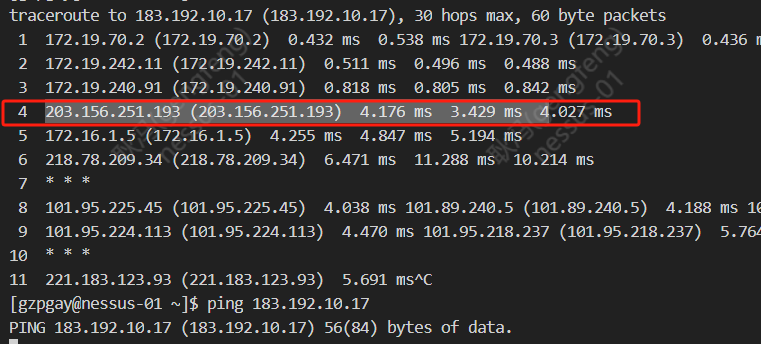 traceroute to 183.192.10.17 (183.192.10.17), 30 hops max, 60 byte packets
1 172.19.70.2 (172.19.70.2) 0.432 ms 0.538 ms 172.19.70.3 (172.19.70.3) 0.436 m
2 172.19.242.11 (172.19.242.11) 0.511 ms 0.496 ms 0.488 ms
3 172.19.240.91 (172.19.240.91) 0.818 ms 0.805 ms 0.842 ms
4 203.156.251.193 (203.156.251.193) 4.176 ms 3.429 ms 4.027 ms
5 172.16.1.5 (172.16.1.5) 4.255 ms 4.847 ms 5.194 ms
6 218.78.209.34 (218.78.209.34) 6.471 ms 11.288 ms 10.214 ms
7 * * *
8 101.95.225.45 (101.95.225.45) 4.038 ms 101.89.240.5 (101.89.240.5) 4.188 ms 10
9 101.95.224.113 (101.95.224.113) 4.470 ms 101.95.218.237 (101.95.218.237) 5.764
10 * * *
11 221.183.123.93 (221.183.123.93) 5.691 ms^C
[gzpgay@nessus-01 ~]$ ping 183.192.10.17
PING 183.192.10.17 (183.192.10.17) 56(84) bytes of data.
nessus-01
nessus-01